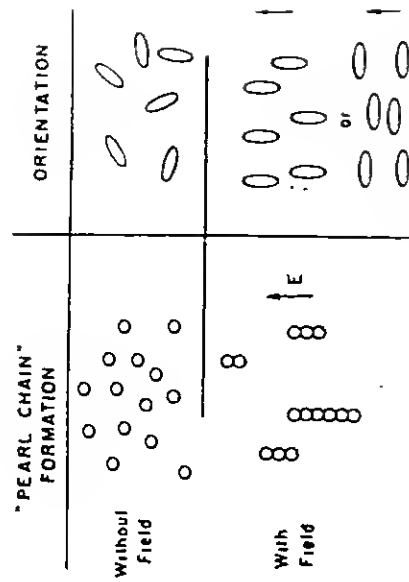 "PEARL CHAIN"
FORMATION
ORIENTATION
Without
Field
With
Field
E
or